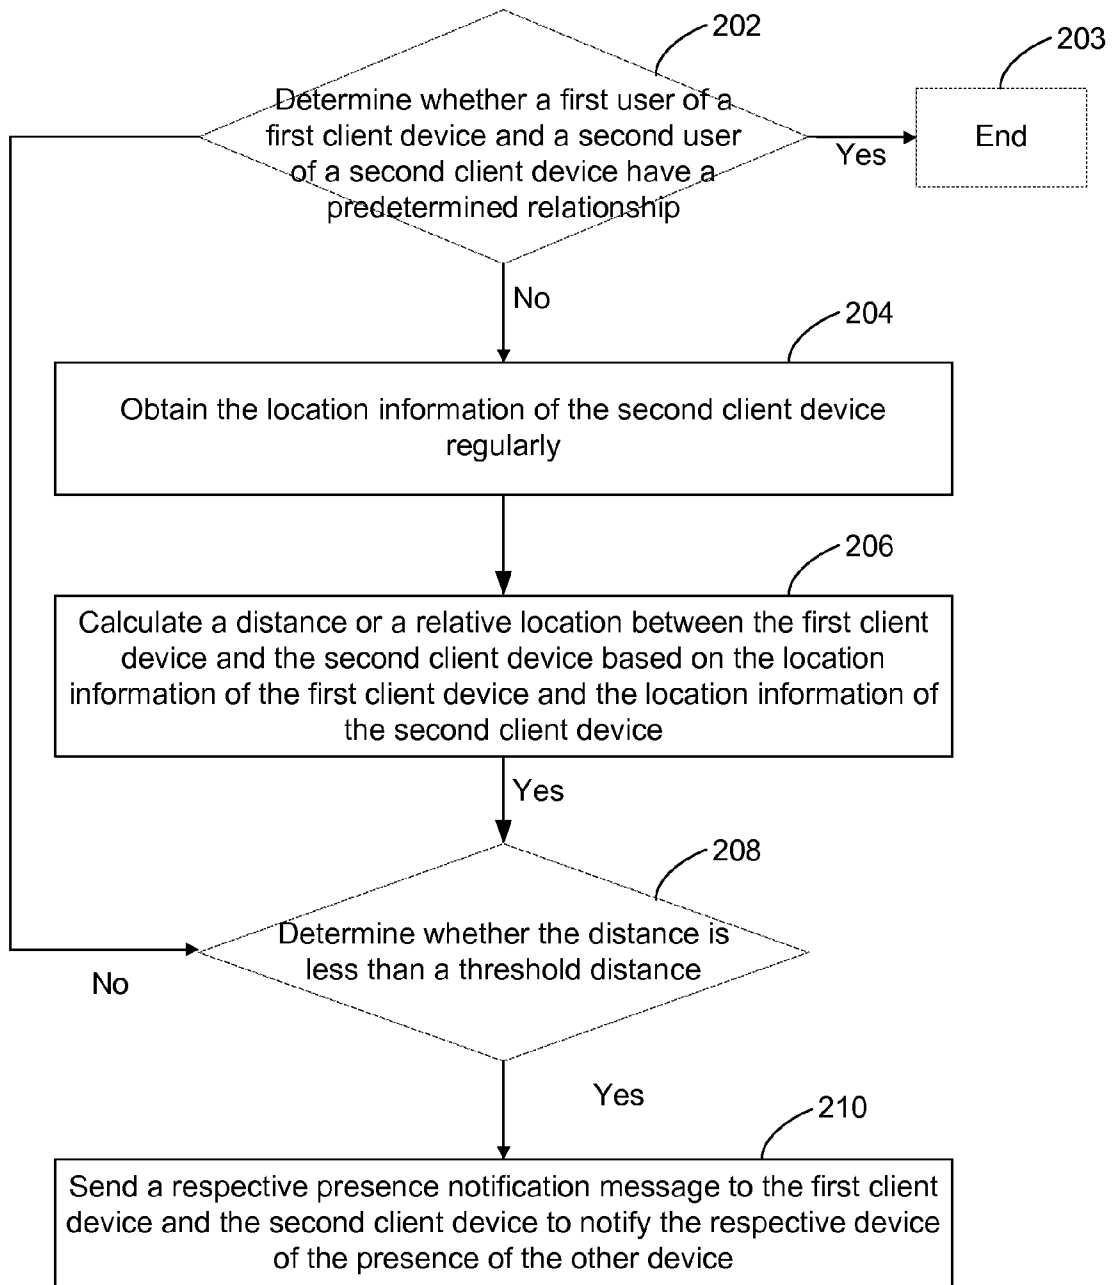 202
203
Determine whether a first user of a
first client device and a second user
of a second client device have a
predetermined relationship
End
Yes
No
204
Obtain the location information of the second client device
regularly
206
Calculate a distance or a relative location between the first client
device and the second client device based on the location
information of the first client device and the location information of
the second client device
Yes
208
Determine whether the distance is
less than a threshold distance
No
Yes
210
Send a respective presence notification message to the first client
device and the second client device to notify the respective device
of the presence of the other device